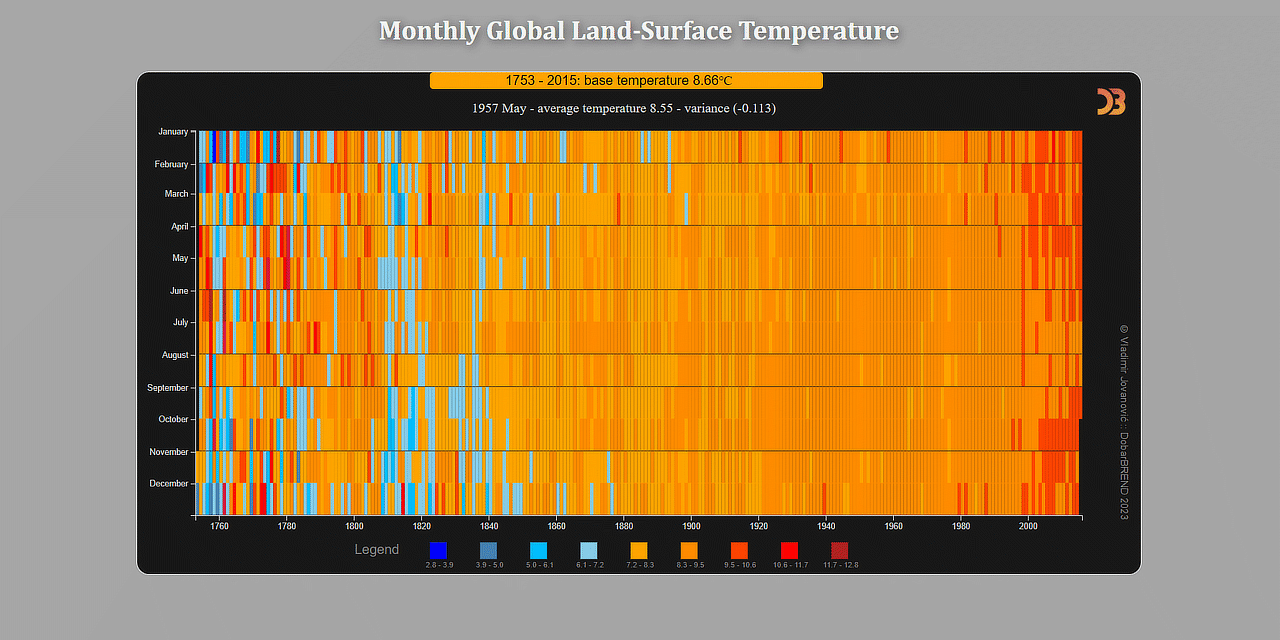 Monthly Global Land-Surface Temperature
1753 - 2015: base temperature 8.66℃
1957 May - average temperature 8.55 - variance (-0.113)
January
February
March
April
May
June
July
August
September
October
November
December
1760 1780 1800 1820 1840 1860 1880 1900 1920 1940 1960 1980 2000
Legend
2.8 - 3.9 3.9 - 5.0 5.0 - 6.1 6.1 - 7.2 7.2 - 8.3 8.3 - 9.5 9.5 - 10.6 10.6 - 11.7 11.7 - 12.8
© Vladimir Jovanović :: DobarBREND 2023